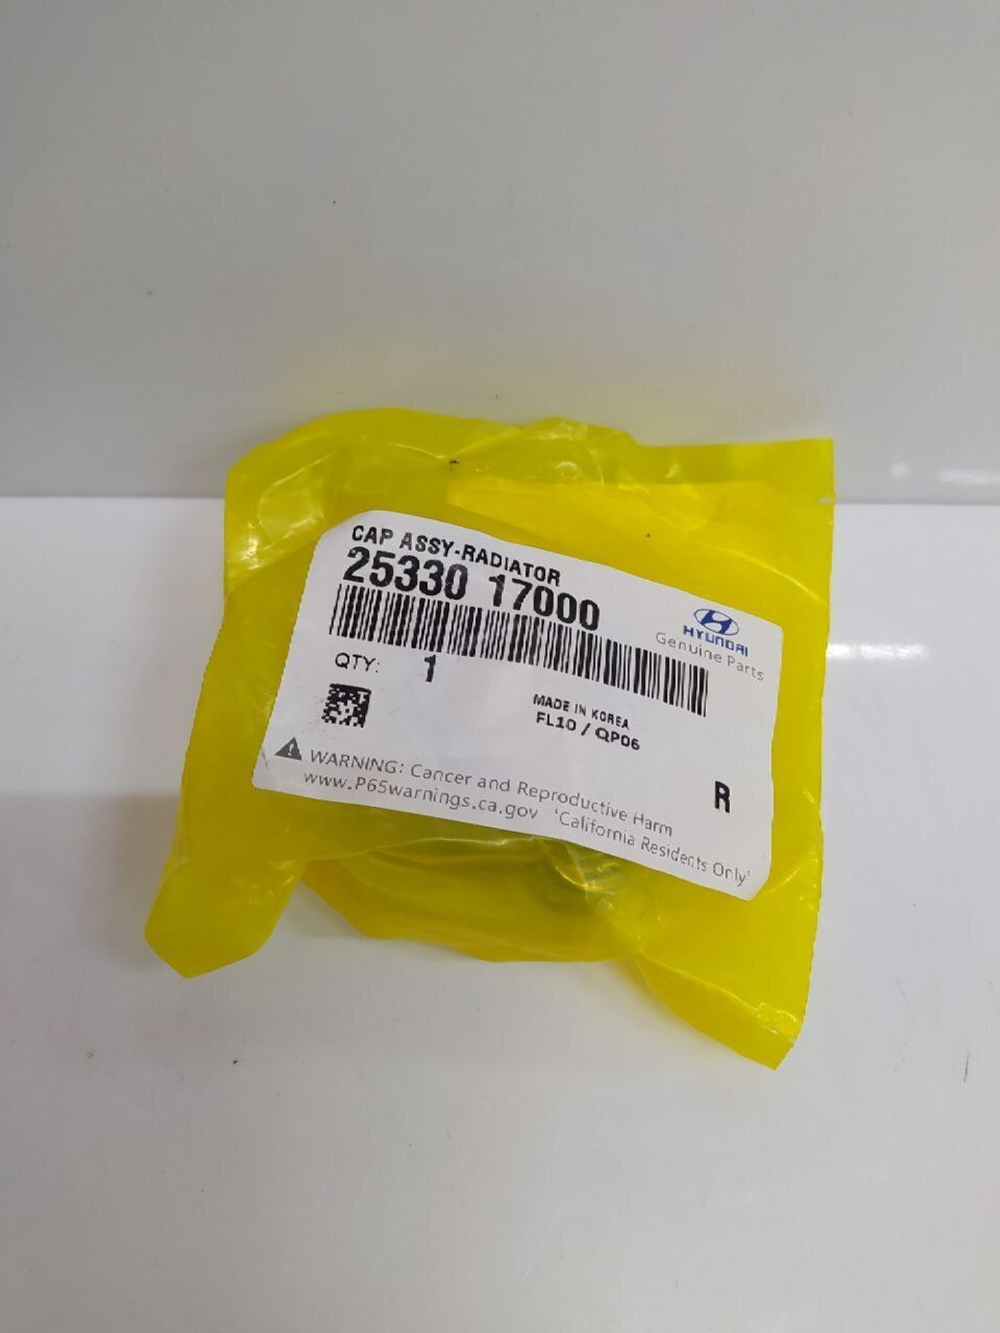 CAP ASSY-RADIATOR
25330 17000
HYUNDAI
Genuine Parts
QTY: 1
MADE IN KOREA
FL10 / QP06
R
WARNING: Cancer and Reproductive Harm
www.P65warnings.ca.gov 'California Residents Only'